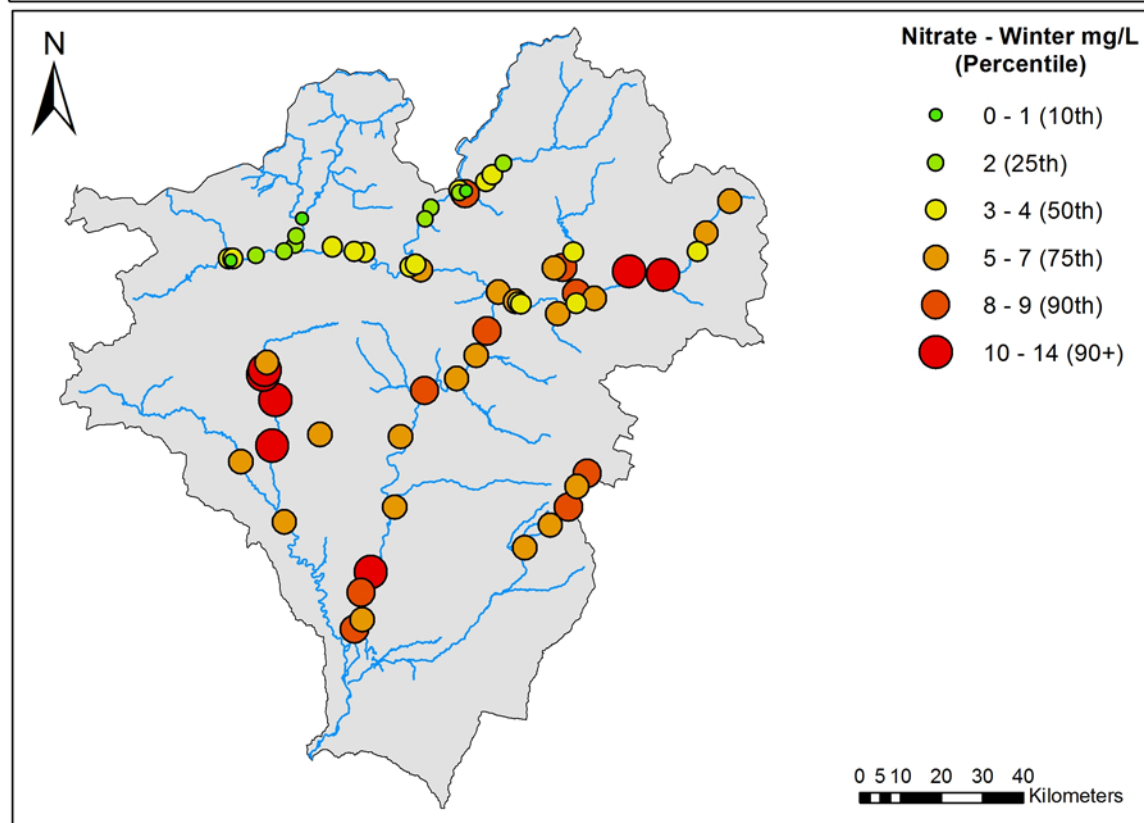 N
Nitrate - Winter mg/L
(Percentile)
0 - 1 (10th)
2 (25th)
3 - 4 (50th)
5 - 7 (75th)
8 - 9 (90th)
10 - 14 (90+)
0 5 10 20 30 40
Kilometers